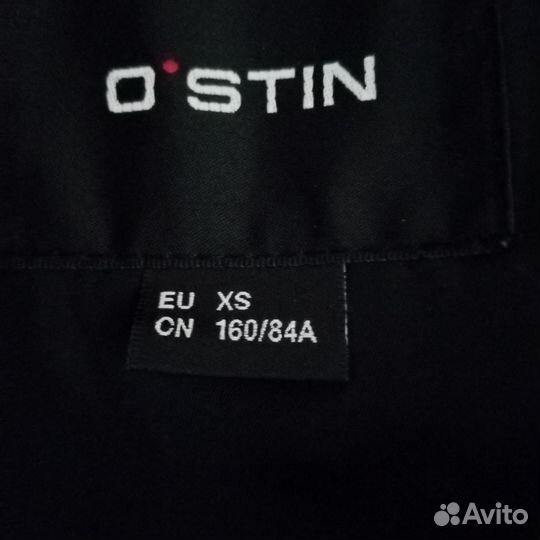 O'STIN
EU XS
CN 160/84A
Avito